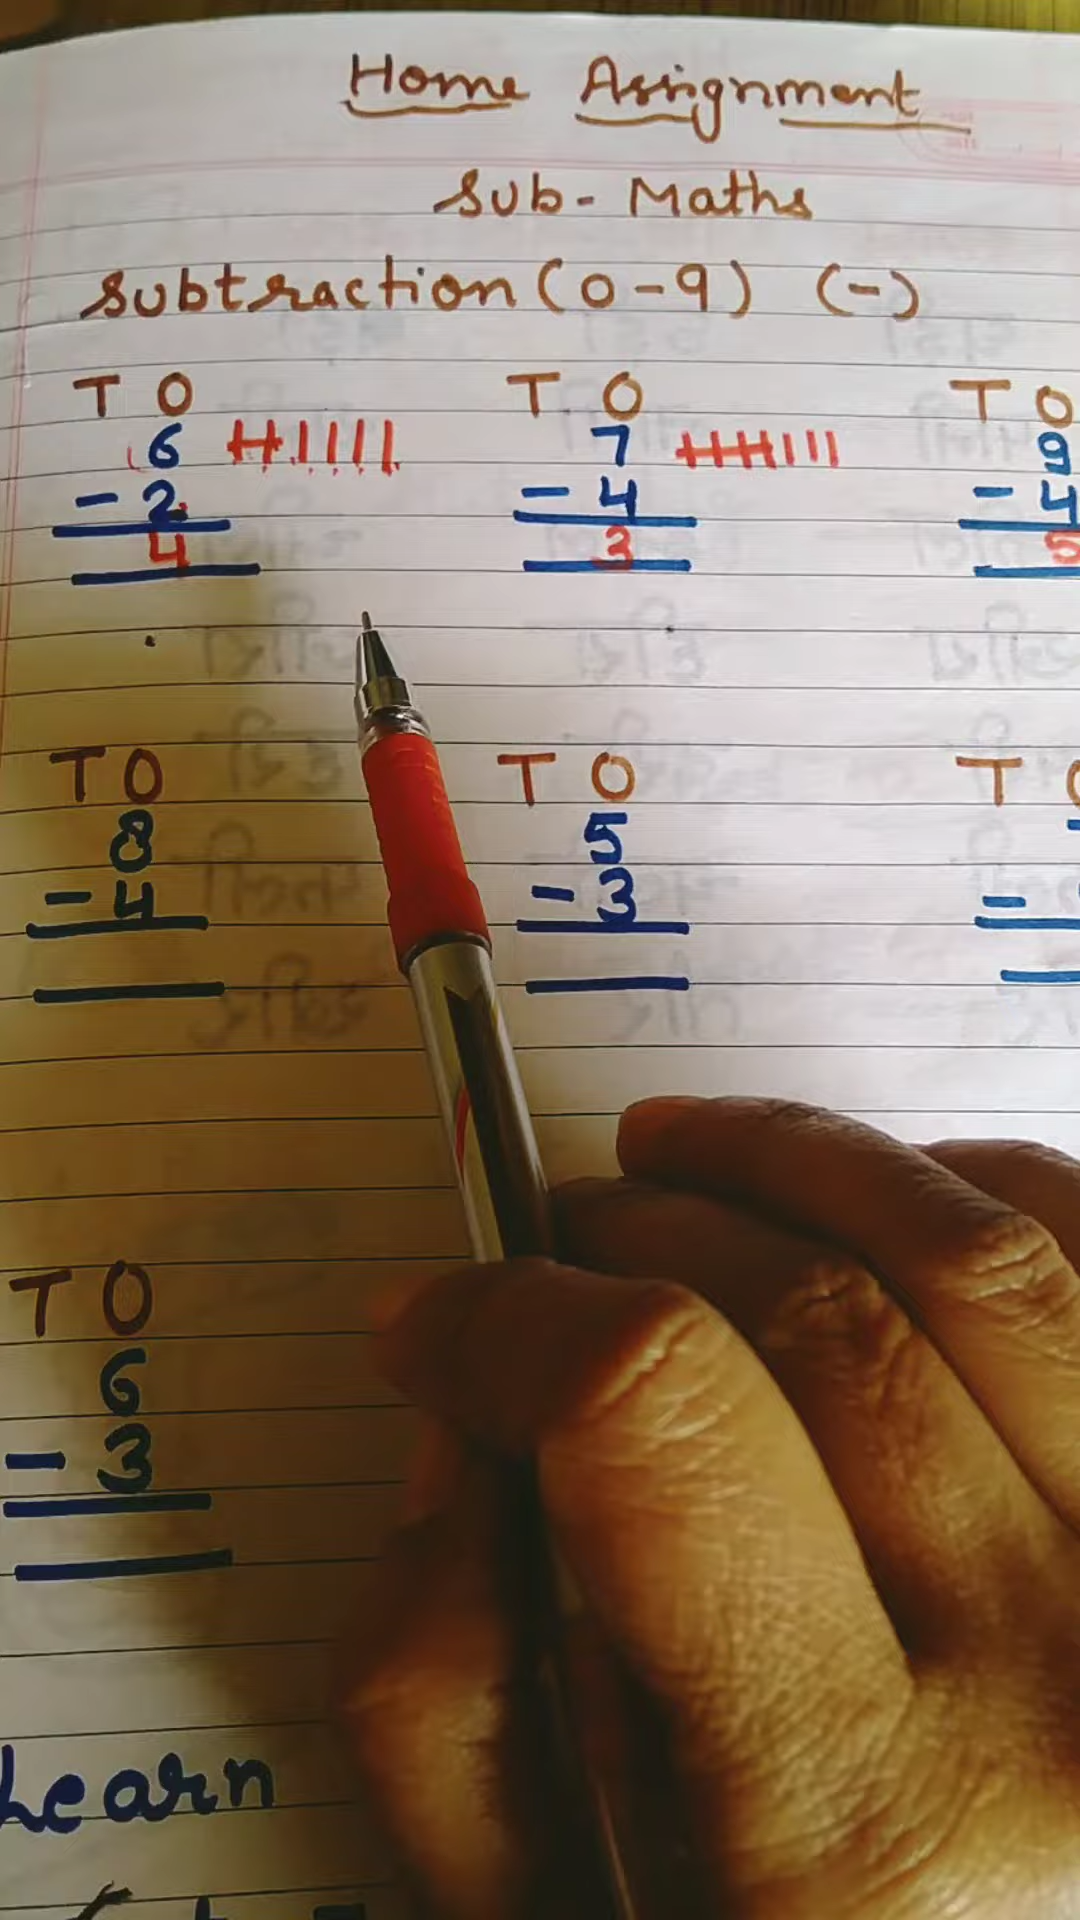 Home Assignment
Sub- Maths
Subtraction (0-9) (-)
T O T O T O
6 7 9
- 2 - 4 - 4
4 3 5
T O T O T
8 5
- 4 - 3 -
T O
6
- 3
Learn